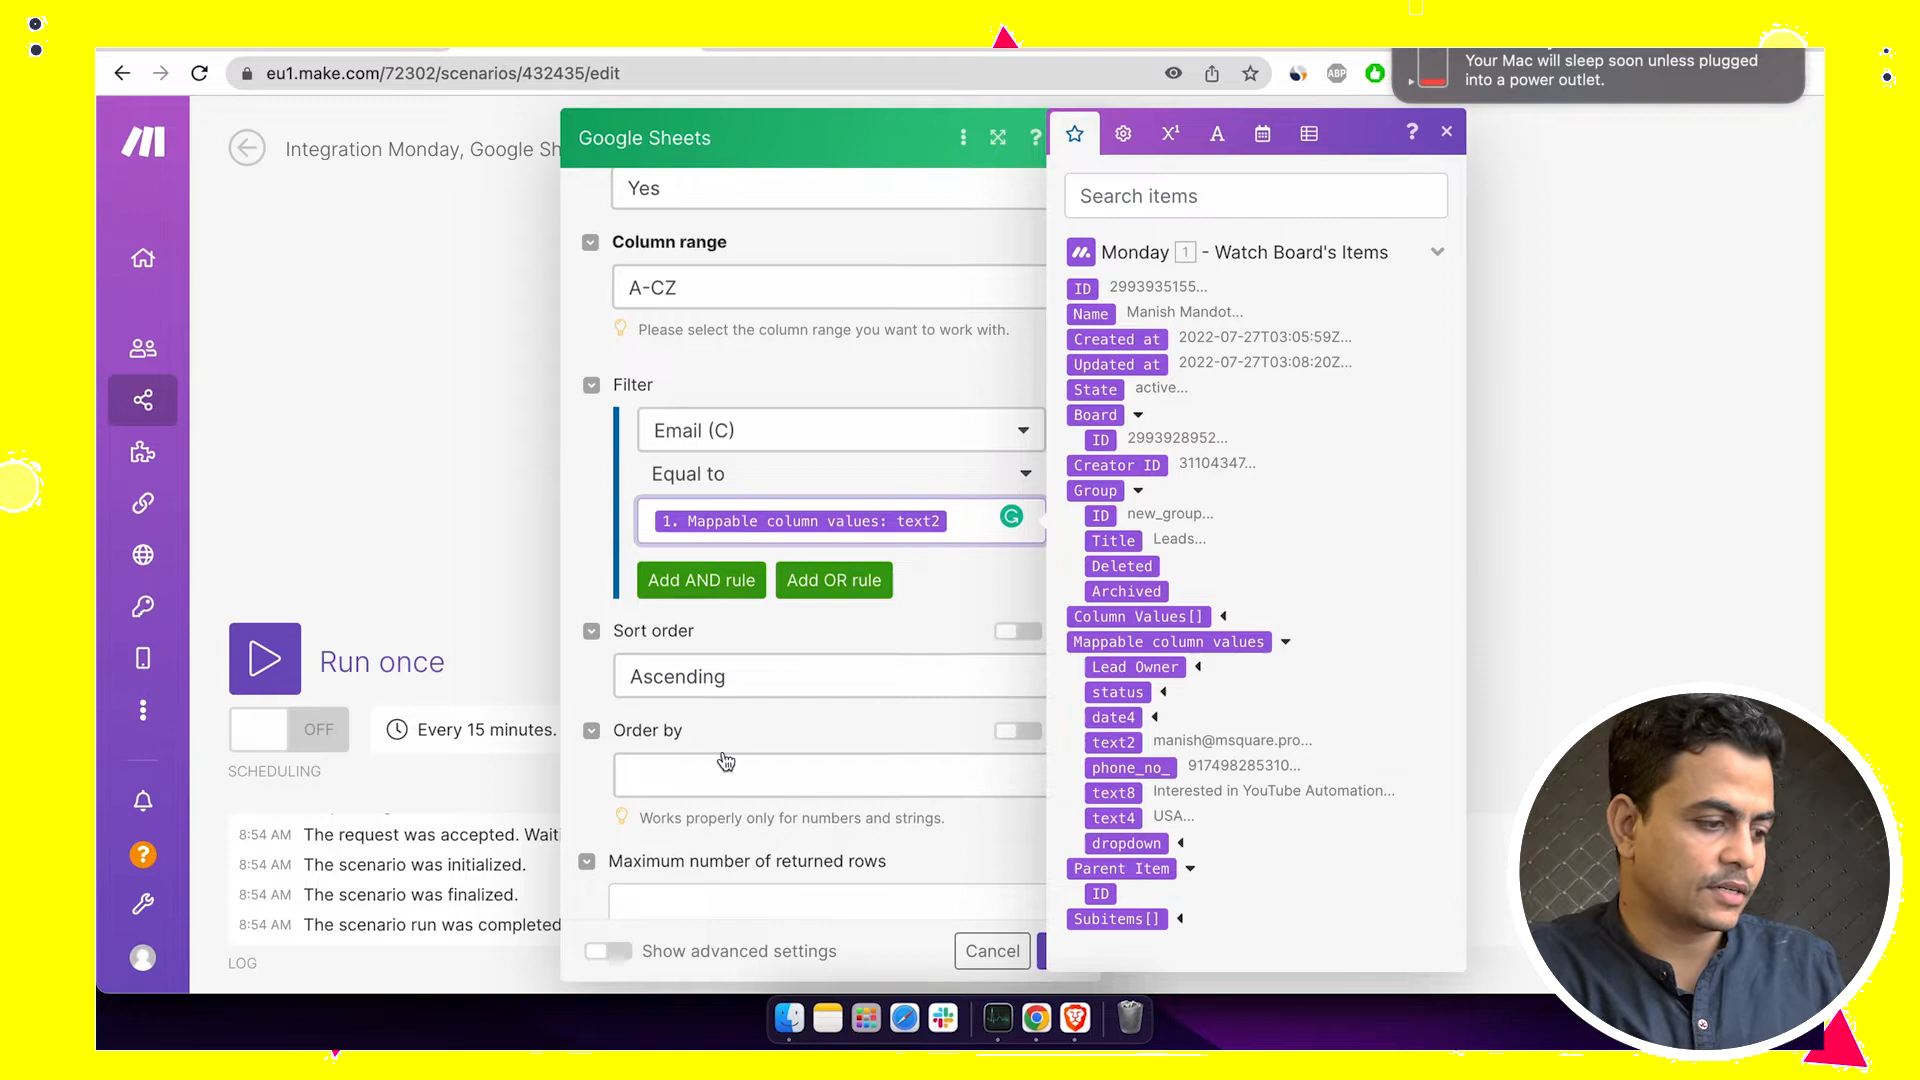 eu1.make.com/72302/scenarios/432435/edit
ABP
Your Mac will sleep soon unless plugged
into a power outlet.
Integration Monday, Google Sh
Google Sheets
?
Yes
Column range
A-CZ
Please select the column range you want to work with.
Filter
Email (C)
Equal to
1. Mappable column values: text2
Add AND rule
Add OR rule
Sort order
Ascending
Order by
Works properly only for numbers and strings.
Maximum number of returned rows
Show advanced settings
Cancel
Run once
OFF
Every 15 minutes.
SCHEDULING
8:54 AM The request was accepted. Waiti
8:54 AM The scenario was initialized.
8:54 AM The scenario was finalized.
8:54 AM The scenario run was completed
LOG
?
Search items
Monday 1 - Watch Board's Items
ID 2993935155...
Name Manish Mandot...
Created at 2022-07-27T03:05:59Z...
Updated at 2022-07-27T03:08:20Z...
State active...
Board
ID 2993928952...
Creator ID 31104347...
Group
ID new_group...
Title Leads...
Deleted
Archived
Column Values[]
Mappable column values
Lead Owner
status
date4
text2 manish@msquare.pro...
phone_no_ 917498285310...
text8 Interested in YouTube Automation...
text4 USA...
dropdown
Parent Item
ID
Subitems[]